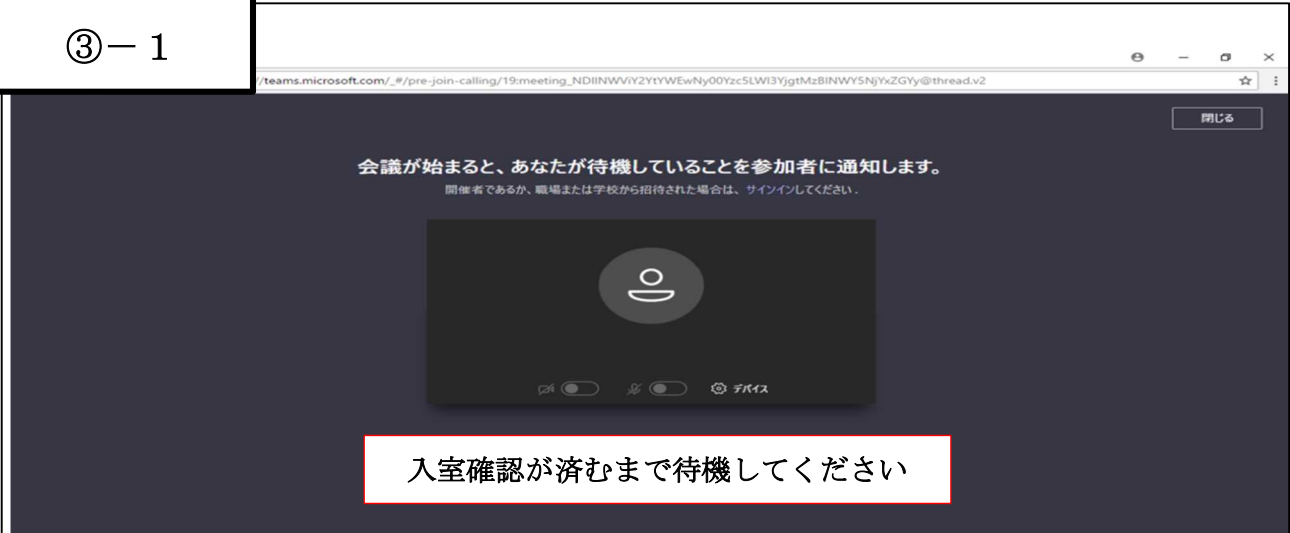 ③－１
//teams.microsoft.com/_#/pre-join-calling/19:meeting_NDIINWViY2YtYWEwNy00Yzc5LWI3YjgtMzBlNWY5NjYxZGYy@thread.v2
閉じる
会議が始まると、あなたが待機していることを参加者に通知します。
開催者であるか、職場または学校から招待された場合は、サインインしてください.
デバイス
入室確認が済むまで待機してください